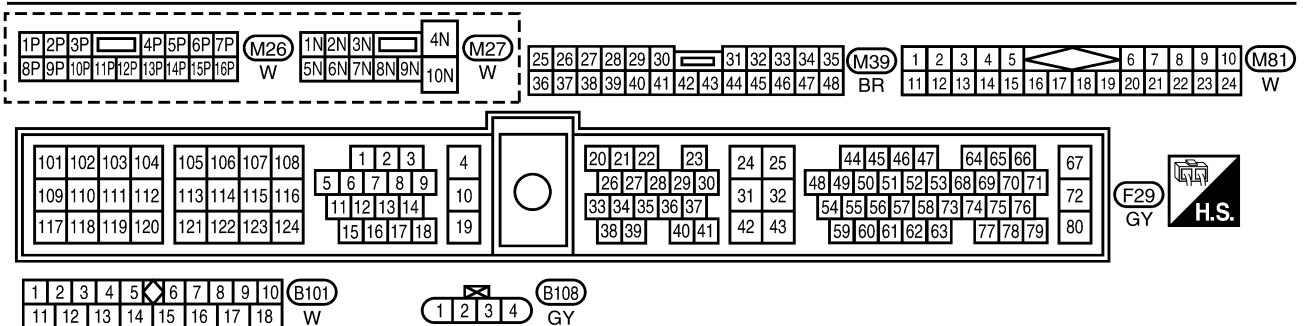 1P 2P 3P 4P 5P 6P 7P M26
8P 9P 10P 11P 12P 13P 14P 15P 16P W
1N 2N 3N 4N M27
5N 6N 7N 8N 9N 10N W
25 26 27 28 29 30 31 32 33 34 35 M39
36 37 38 39 40 41 42 43 44 45 46 47 48 BR
1 2 3 4 5 6 7 8 9 10 M81
11 12 13 14 15 16 17 18 19 20 21 22 23 24 W
101 102 103 104 105 106 107 108 1 2 3 4 20 21 22 23 24 25 44 45 46 47 64 65 66 67
5 6 7 8 9 26 27 28 29 30 48 49 50 51 52 53 68 69 70 71
109 110 111 112 113 114 115 116 10 31 32 72 F29
11 12 13 14 33 34 35 36 37 54 55 56 57 58 73 74 75 76 GY
117 118 119 120 121 122 123 124 15 16 17 18 19 38 39 40 41 42 43 59 60 61 62 63 77 78 79 80
H.S.
1 2 3 4 5 6 7 8 9 10 B101
11 12 13 14 15 16 17 18 W
1 2 3 4 B108
GY